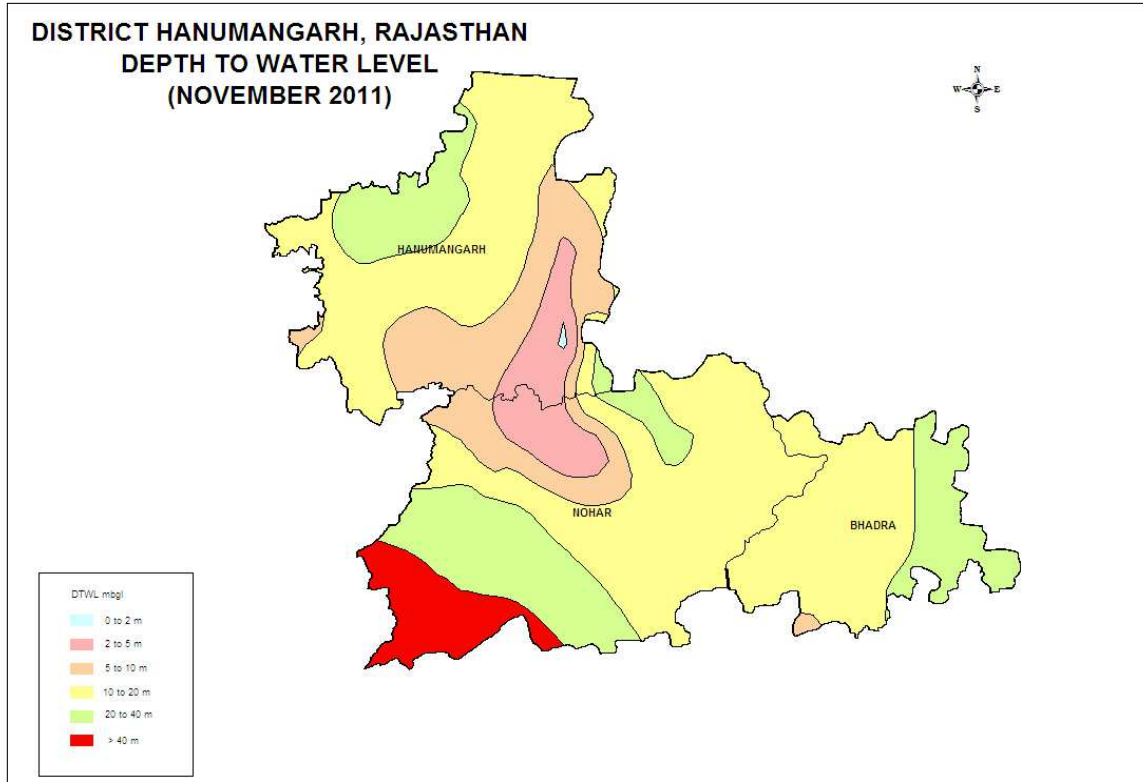 DISTRICT HANUMANGARH, RAJASTHAN
DEPTH TO WATER LEVEL
(NOVEMBER 2011)
N
W E
S
HANUMANGARH
NOHAR
BHADRA
DTWL mbgl
0 to 2 m
2 to 5 m
5 to 10 m
10 to 20 m
20 to 40 m
> 40 m